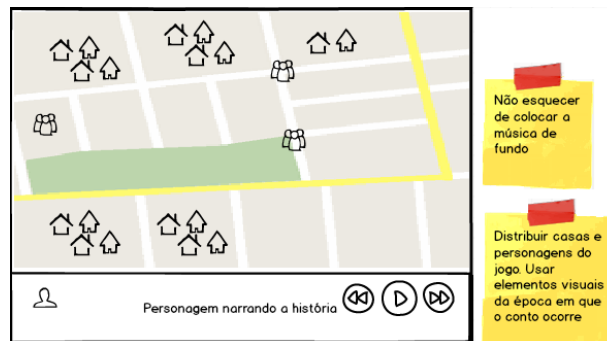 Personagem narrando a história
Não esquecer
de colocar a
música de
fundo
Distribuir casas e
personagens do
jogo. Usar
elementos visuais
da época em que
o conto ocorre